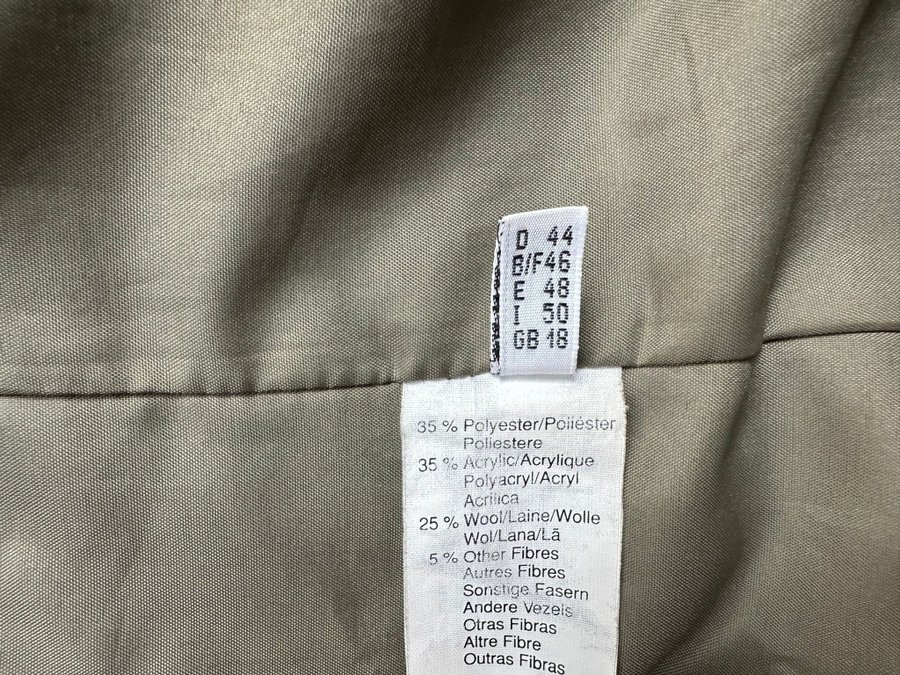 D 44
B/F 46
E 48
I 50
GB 18
35 % Polyester/Poliéster
Poliestere
35 % Acrylic/Acrylique
Polyacryl/Acryl
Acrilica
25 % Wool/Laine/Wolle
Wol/Lana/Lã
5 % Other Fibres
Autres Fibres
Sonstige Fasern
Andere Vezels
Otras Fibras
Altre Fibre
Outras Fibras